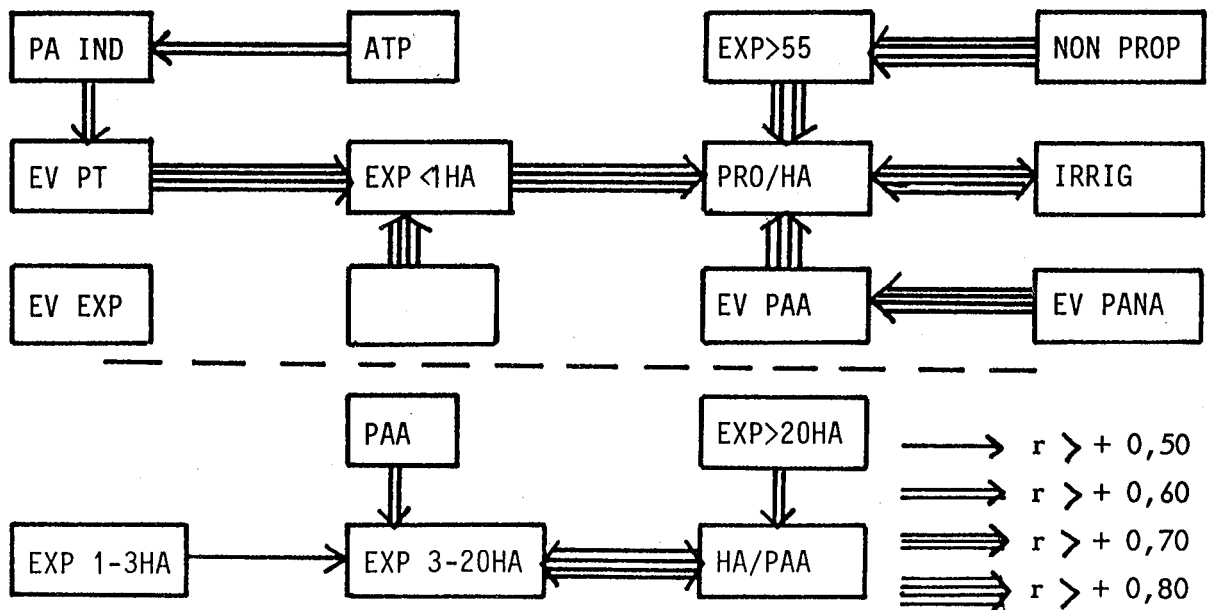 PA IND
ATP
EXP>55
NON PROP
EV PT
EXP <1HA
PRO/HA
IRRIG
EV EXP
EV PAA
EV PANA
PAA
EXP>20HA
EXP 1-3HA
EXP 3-20HA
HA/PAA
r > + 0,50
r > + 0,60
r > + 0,70
r > + 0,80